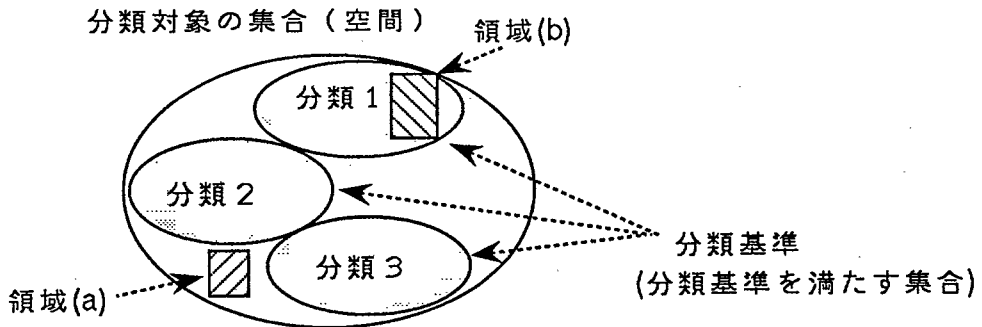 分類対象の集合（空間）
領域(b)
分類1
分類2
分類3
領域(a)
分類基準
(分類基準を満たす集合)